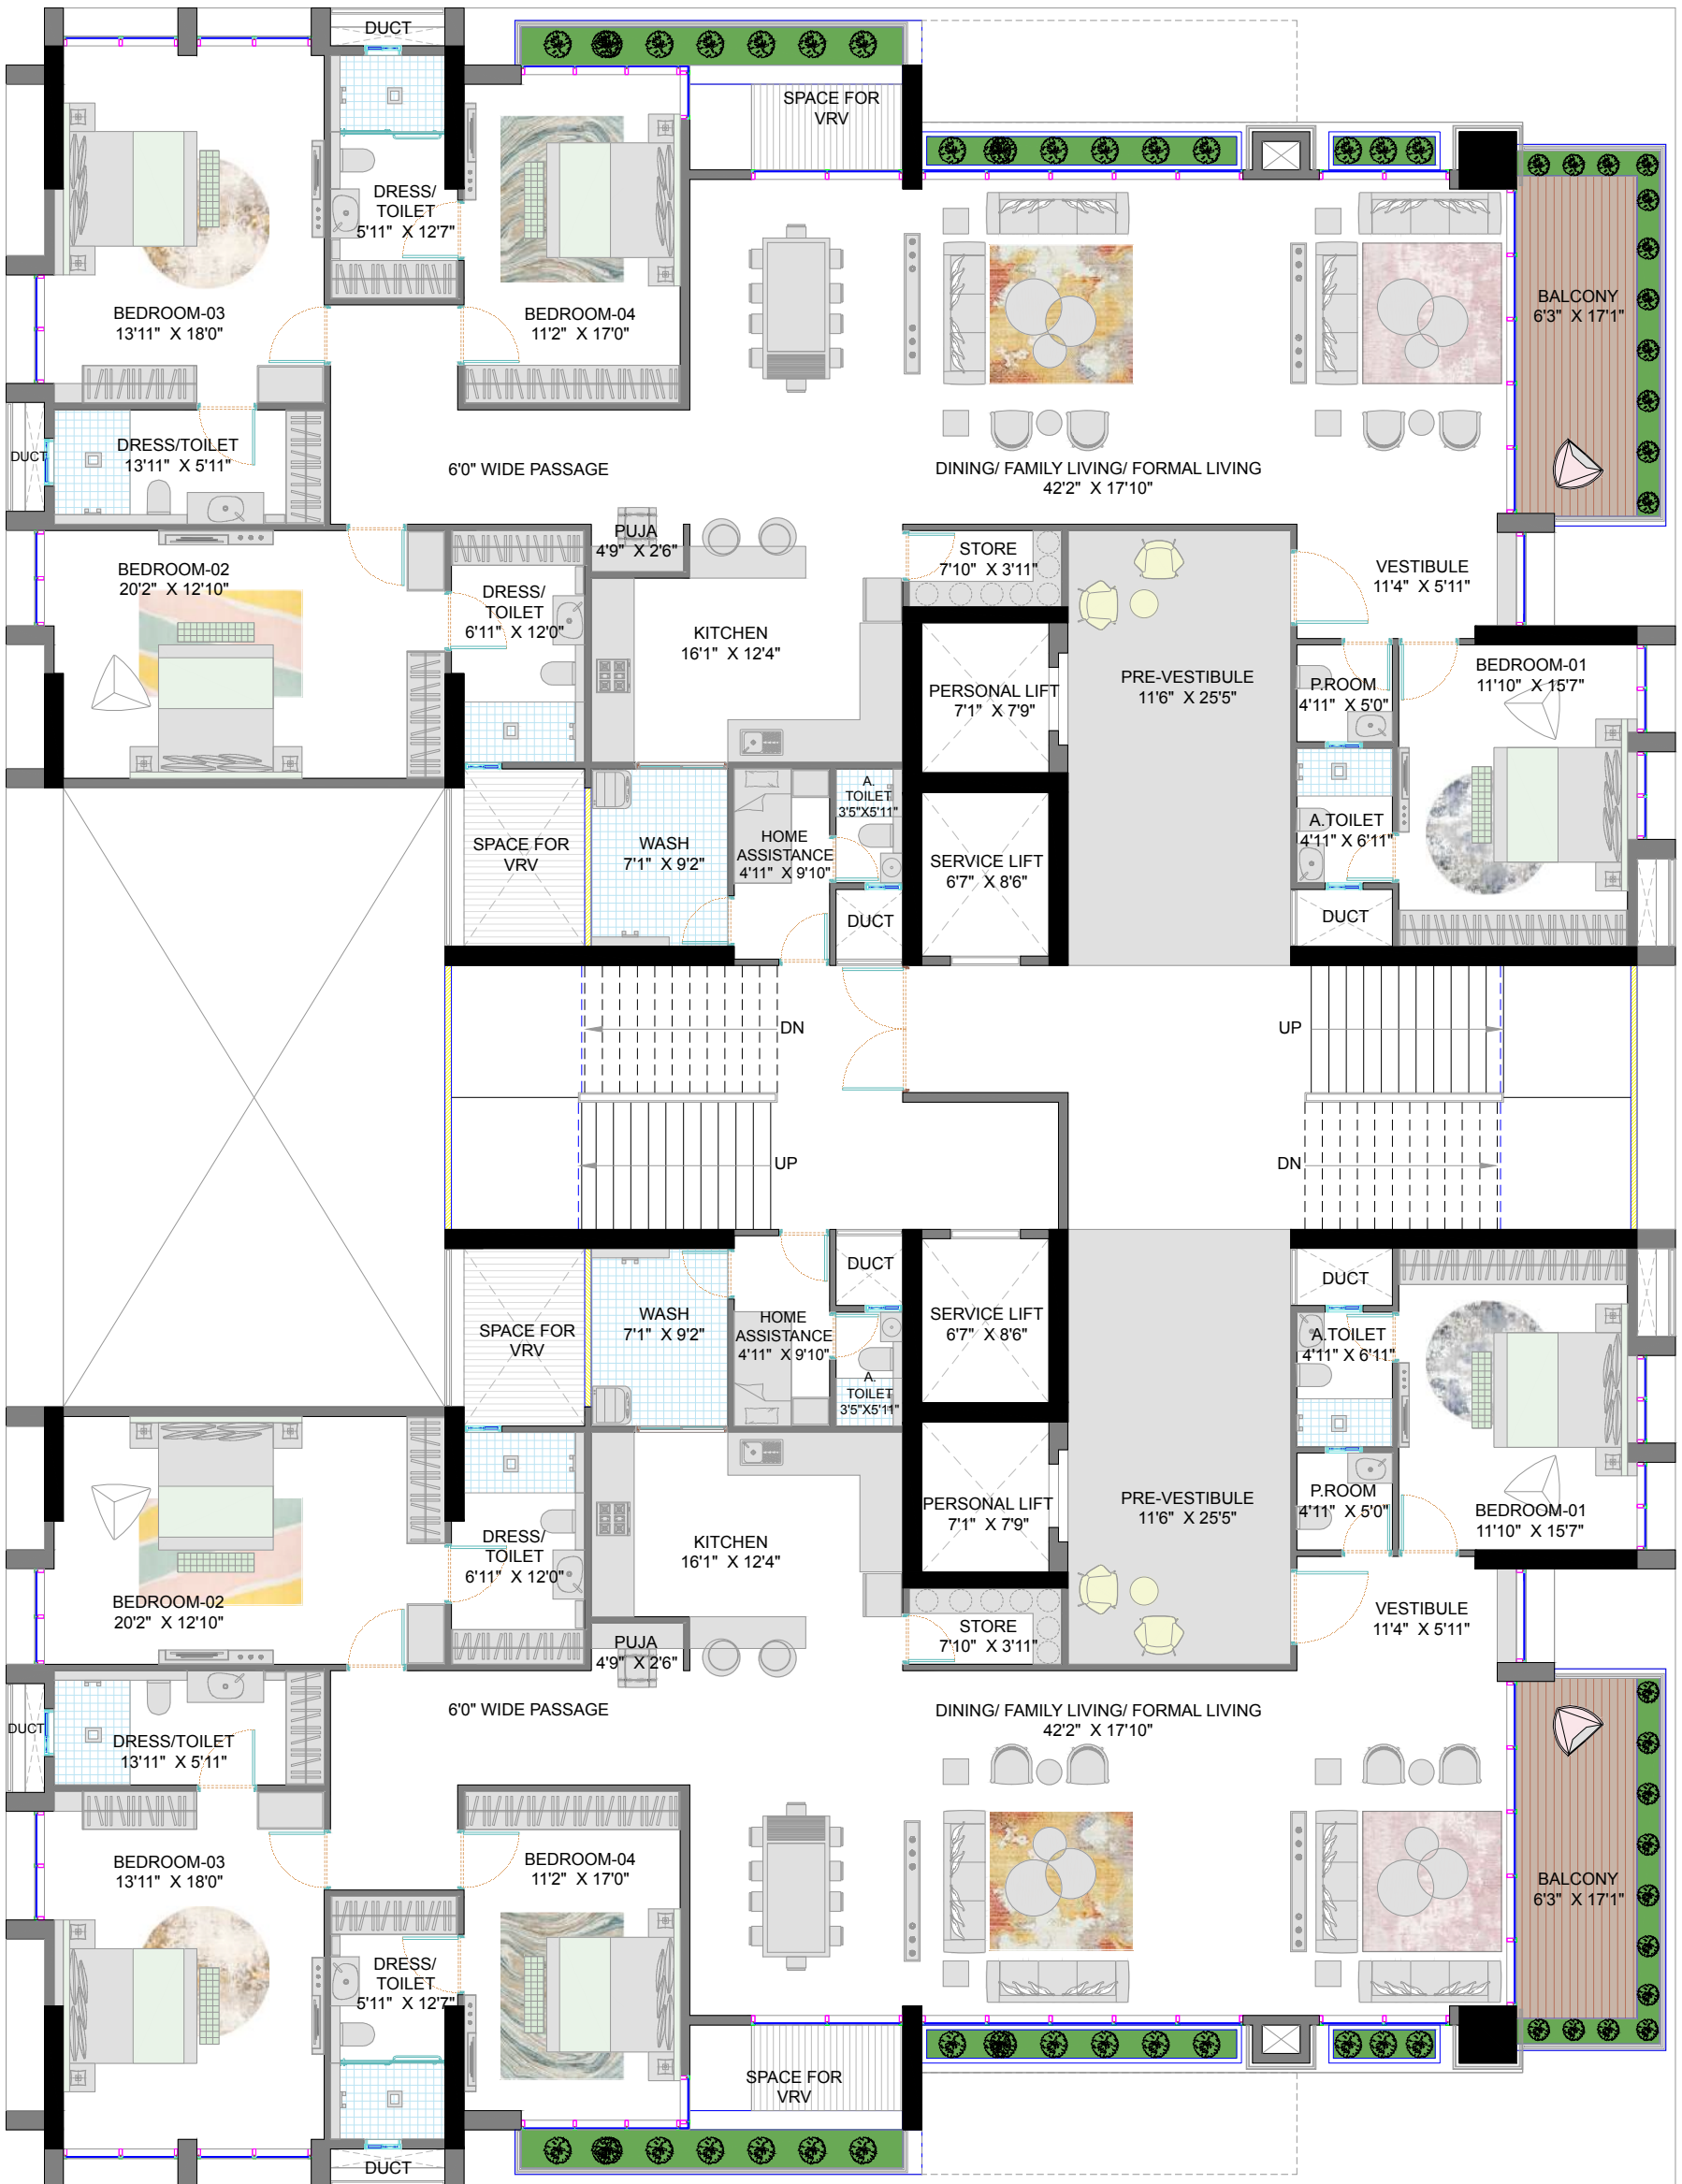 DUCT
SPACE FOR
VRV
DRESS/
TOILET
5'11" X 12'7"
BEDROOM-03
13'11" X 18'0"
BEDROOM-04
11'2" X 17'0"
BALCONY
6'3" X 17'1"
DUCT
DRESS/TOILET
13'11" X 5'11"
6'0" WIDE PASSAGE
DINING/ FAMILY LIVING/ FORMAL LIVING
42'2" X 17'10"
PUJA
4'9" X 2'6"
STORE
7'10" X 3'11"
VESTIBULE
11'4" X 5'11"
BEDROOM-02
20'2" X 12'10"
DRESS/
TOILET
6'11" X 12'0"
KITCHEN
16'1" X 12'4"
PERSONAL LIFT
7'1" X 7'9"
PRE-VESTIBULE
11'6" X 25'5"
P.ROOM
4'11" X 5'0"
BEDROOM-01
11'10" X 15'7"
SPACE FOR
VRV
WASH
7'1" X 9'2"
HOME
ASSISTANCE
4'11" X 9'10"
A.
TOILET
3'5"X5'11"
SERVICE LIFT
6'7" X 8'6"
A.TOILET
4'11" X 6'11"
DUCT
DUCT
DN
UP
UP
DN
DUCT
DUCT
SPACE FOR
VRV
WASH
7'1" X 9'2"
HOME
ASSISTANCE
4'11" X 9'10"
A.
TOILET
3'5"X5'11"
SERVICE LIFT
6'7" X 8'6"
A.TOILET
4'11" X 6'11"
DRESS/
TOILET
6'11" X 12'0"
KITCHEN
16'1" X 12'4"
PERSONAL LIFT
7'1" X 7'9"
PRE-VESTIBULE
11'6" X 25'5"
P.ROOM
4'11" X 5'0"
BEDROOM-01
11'10" X 15'7"
BEDROOM-02
20'2" X 12'10"
PUJA
4'9" X 2'6"
STORE
7'10" X 3'11"
VESTIBULE
11'4" X 5'11"
DUCT
DRESS/TOILET
13'11" X 5'11"
6'0" WIDE PASSAGE
DINING/ FAMILY LIVING/ FORMAL LIVING
42'2" X 17'10"
BEDROOM-03
13'11" X 18'0"
BEDROOM-04
11'2" X 17'0"
BALCONY
6'3" X 17'1"
DRESS/
TOILET
5'11" X 12'7"
SPACE FOR
VRV
DUCT